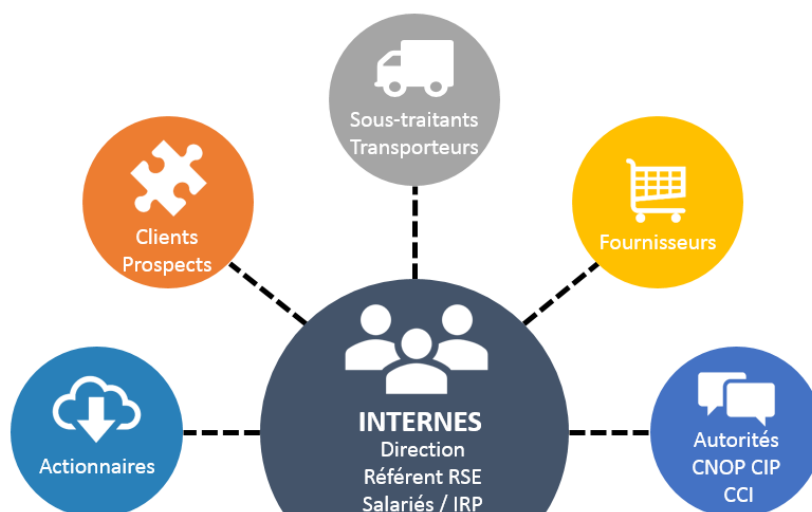 Sous-traitants
Transporteurs
Clients
Prospects
Fournisseurs
Actionnaires
INTERNES
Direction
Référent RSE
Salariés / IRP
Autorités
CNOP CIP
CCI